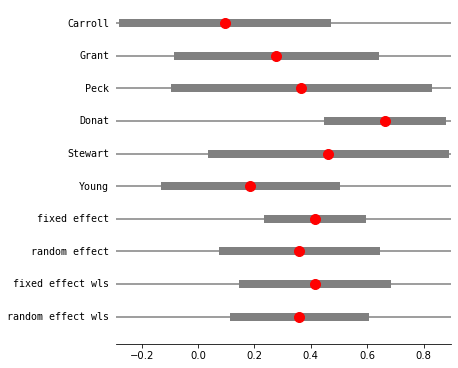 Carroll
Grant
Peck
Donat
Stewart
Young
fixed effect
random effect
fixed effect wls
random effect wls
−0.2 0.0 0.2 0.4 0.6 0.8